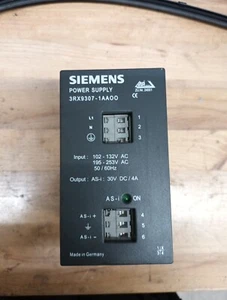 SIEMENS
POWER SUPPLY
3RX9307-1AA00
L1 1
N 2
3
Input : 102 - 132V AC
195 - 253V AC
50 / 60Hz
Output : AS-i : 30V DC / 4A
AS-i ON
AS-i + 4
5
AS-i − 6
Made in Germany